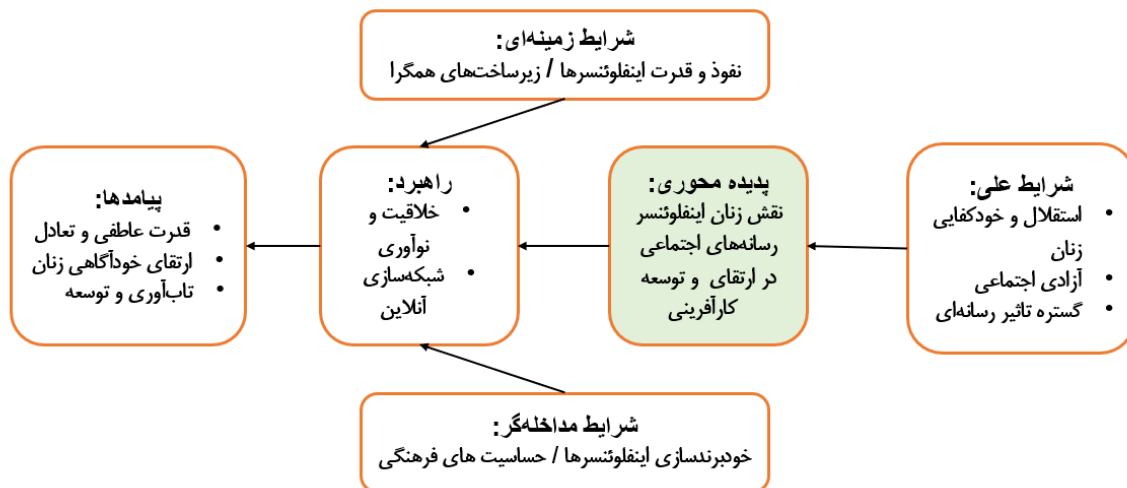 شرایط زمینه‌ای:
نفوذ و قدرت اینفلوئنسرها / زیرساخت‌های همگرا
شرایط علی:
• استقلال و خودکفایی
زنان
• آزادی اجتماعی
• گستره تاثیر رسانه‌ای
پدیده محوری:
نقش زنان اینفلوئنسر
رسانه‌های اجتماعی
در ارتقای و توسعه
کارآفرینی
راهبرد:
• خلاقیت و
نوآوری
• شبکه‌سازی
آنلاین
پیامدها:
• قدرت عاطفی و تعادل
• ارتقای خودآگاهی زنان
• تاب‌آوری و توسعه
شرایط مداخله‌گر:
خودبرندسازی اینفلوئنسرها / حساسیت های فرهنگی